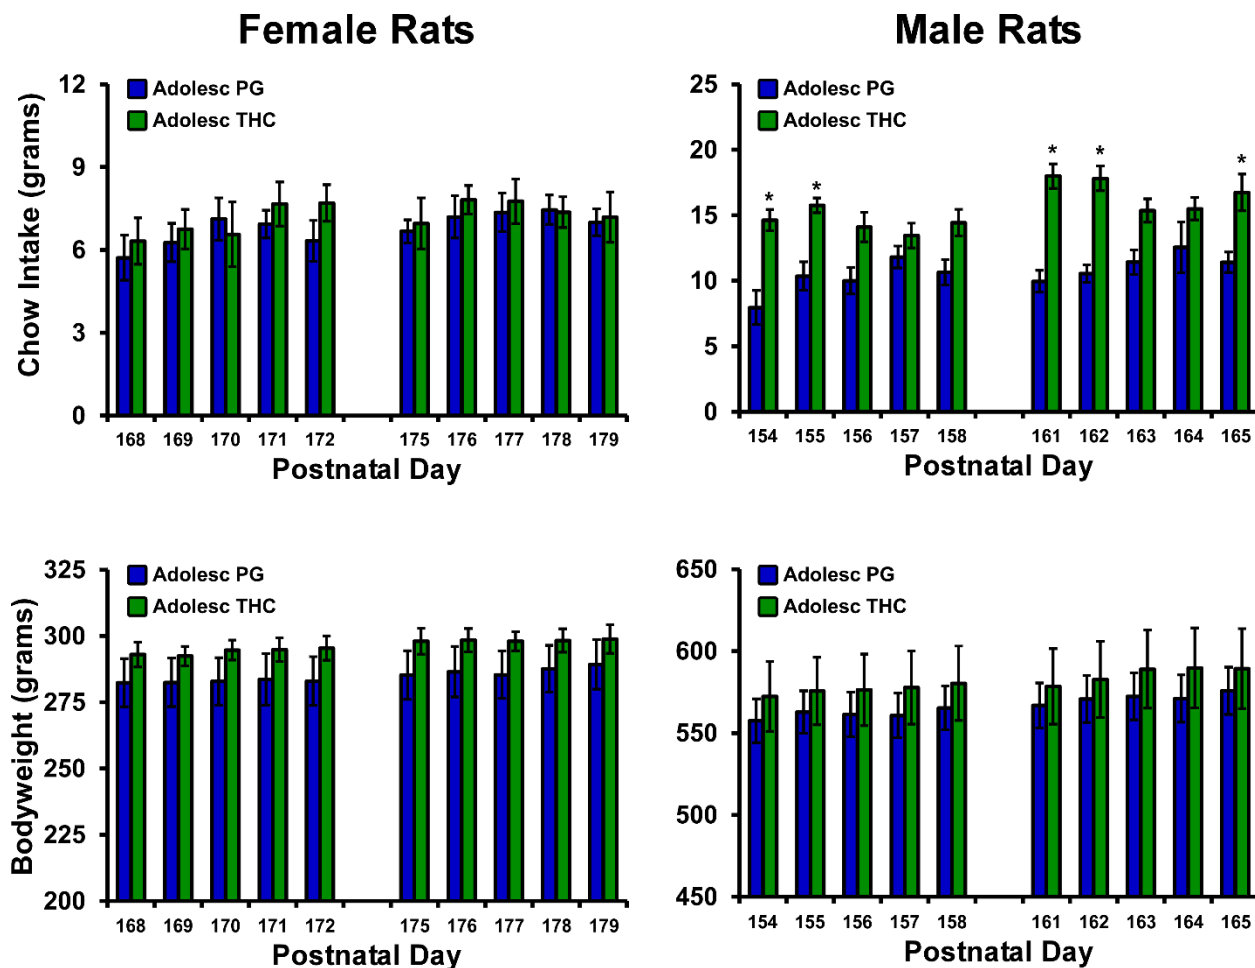 Female Rats
Male Rats
Chow Intake (grams)
12
9
6
3
0
Adolesc PG
Adolesc THC
168 169 170 171 172 175 176 177 178 179
Postnatal Day
25
20
15
10
5
0
Adolesc PG
Adolesc THC
* * * * *
154 155 156 157 158 161 162 163 164 165
Postnatal Day
Bodyweight (grams)
325
300
275
250
225
200
Adolesc PG
Adolesc THC
168 169 170 171 172 175 176 177 178 179
Postnatal Day
650
600
550
500
450
Adolesc PG
Adolesc THC
154 155 156 157 158 161 162 163 164 165
Postnatal Day